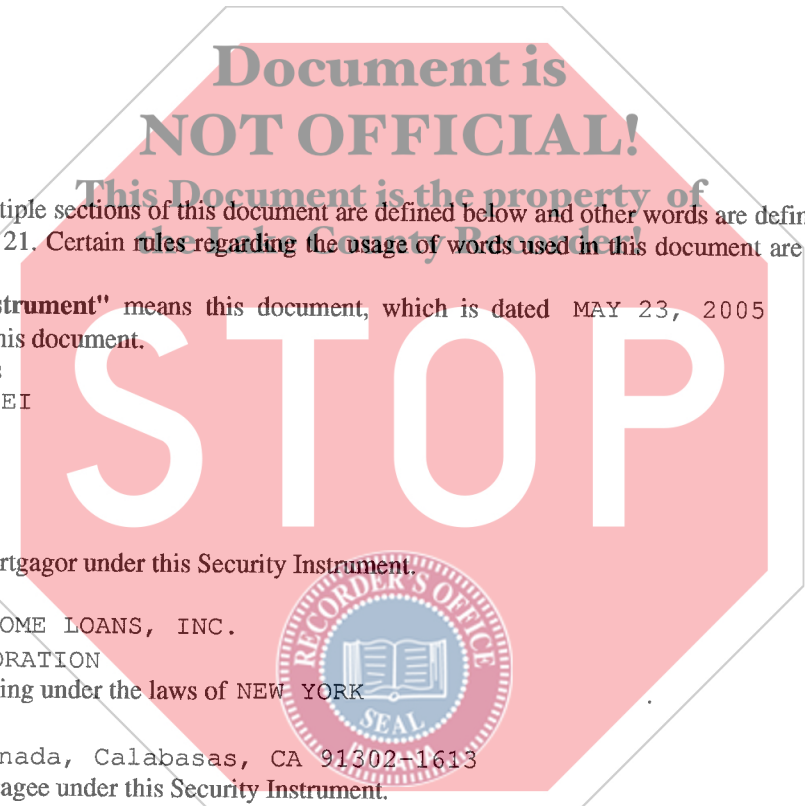 Document is
NOT OFFICIAL!
This Document is the property of
the Lake County Recorder!
tiple sections of this document are defined below and other words are defin
21. Certain rules regarding the usage of words used in this document are
strument" means this document, which is dated MAY 23, 2005
his document.
s
EI
STOP
rtgagor under this Security Instrument.
OME LOANS, INC.
ORATION
ing under the laws of NEW YORK
RECORDER'S OFFICE
SEAL
nada, Calabasas, CA 91302-1613
agee under this Security Instrument.